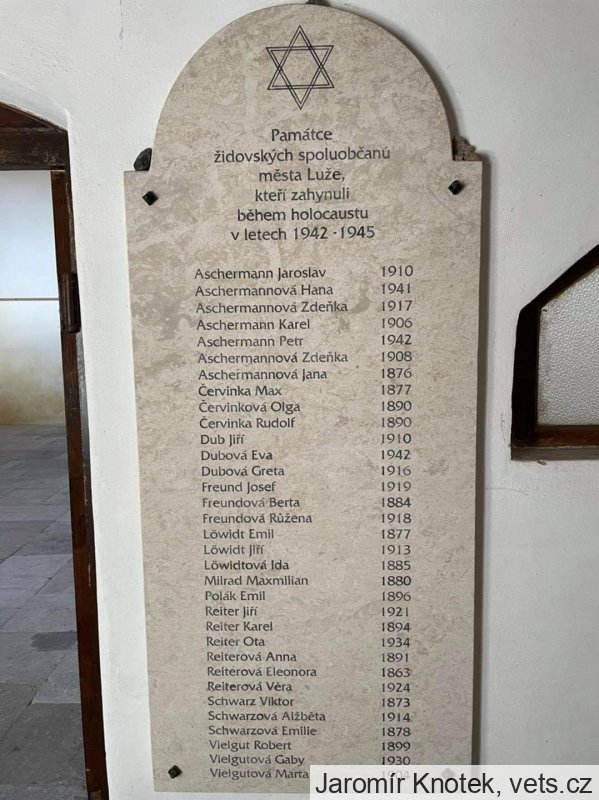 Památce
židovských spoluobčanů
města Luže,
kteří zahynuli
během holocaustu
v letech 1942 - 1945
Aschermann Jaroslav 1910
Aschermannová Hana 1941
Aschermannová Zdeňka 1917
Aschermann Karel 1906
Aschermann Petr 1942
Aschermannová Zdeňka 1908
Aschermannová Jana 1876
Červinka Max 1877
Červinková Olga 1890
Červinka Rudolf 1890
Dub Jiří 1910
Dubová Eva 1942
Dubová Greta 1916
Freund Josef 1919
Freundová Berta 1884
Freundová Růžena 1918
Löwidt Emil 1877
Löwidt Jiří 1913
Löwidtová Ida 1885
Milrad Maxmilian 1880
Polák Emil 1896
Reiter Jiří 1921
Reiter Karel 1894
Reiter Ota 1934
Reiterová Anna 1891
Reiterová Eleonora 1863
Reiterová Věra 1924
Schwarz Viktor 1873
Schwarzová Alžběta 1914
Schwarzová Emilie 1878
Vielgut Robert 1899
Vielgutová Gaby 1930
Vielgutová Marta
Jaromír Knotek, vets.cz